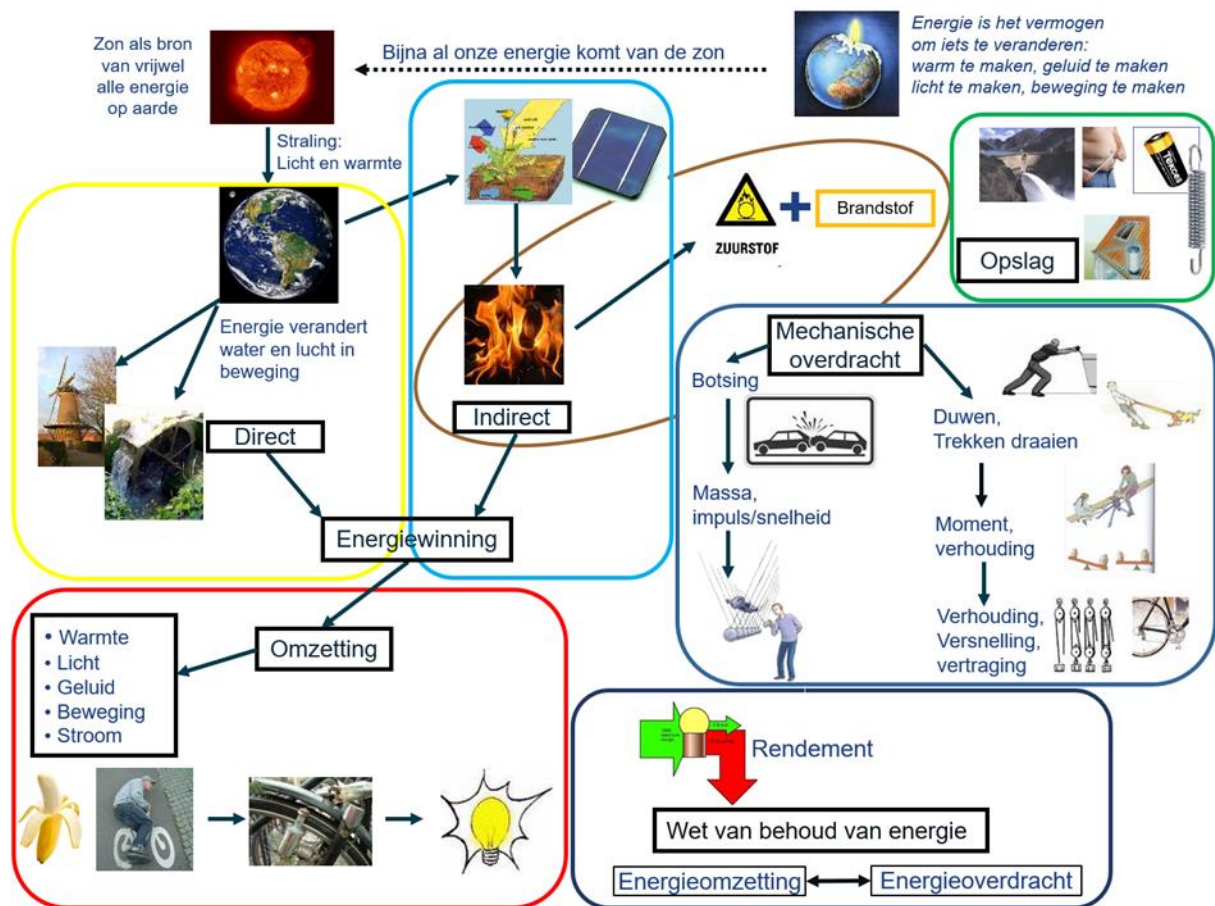 Zon als bron
van vrijwel
alle energie
op aarde
Bijna al onze energie komt van de zon
Energie is het vermogen
om iets te veranderen:
warm te maken, geluid te maken
licht te maken, beweging te maken
Straling:
Licht en warmte
ZUURSTOF
Brandstof
Opslag
Energie verandert
water en lucht in
beweging
Direct
Indirect
Energiewinning
Mechanische
overdracht
Botsing
Massa,
impuls/snelheid
Duwen,
Trekken draaien
Moment,
verhouding
Verhouding,
Versnelling,
vertraging
• Warmte
• Licht
• Geluid
• Beweging
• Stroom
Omzetting
Rendement
Wet van behoud van energie
Energieomzetting
Energieoverdracht